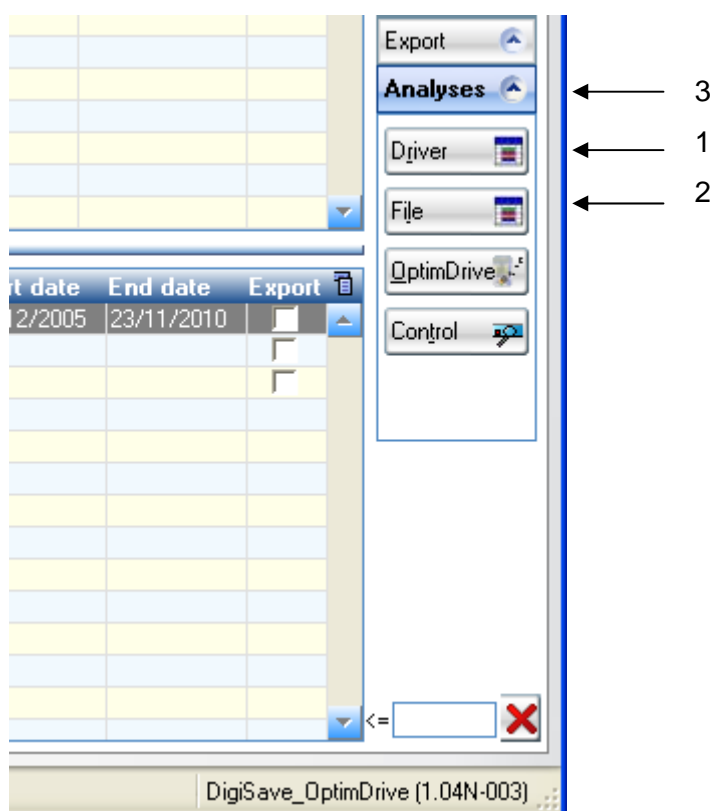 Export
Analyses
3
Driver
1
File
2
OptimDrive
Control
rt date End date Export
12/2005 23/11/2010
<=
DigiSave_OptimDrive (1.04N-003)